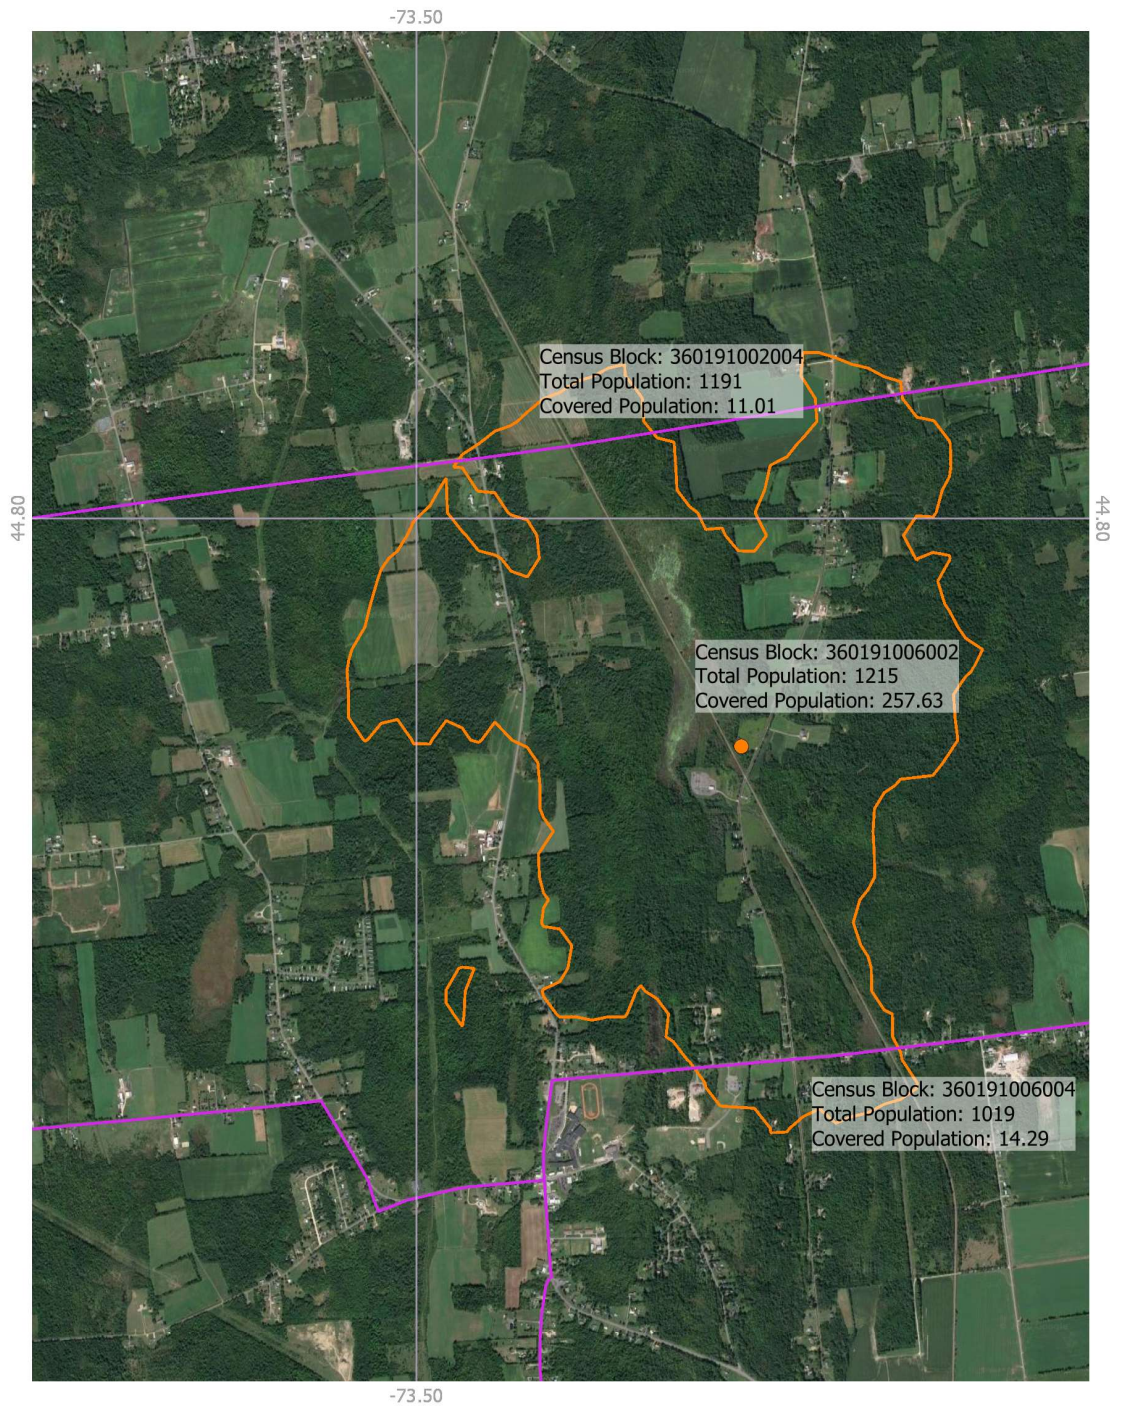 -73.50
Census Block: 360191002004
Total Population: 1191
Covered Population: 11.01
44.80
44.80
Census Block: 360191006002
Total Population: 1215
Covered Population: 257.63
Census Block: 360191006004
Total Population: 1019
Covered Population: 14.29
-73.50